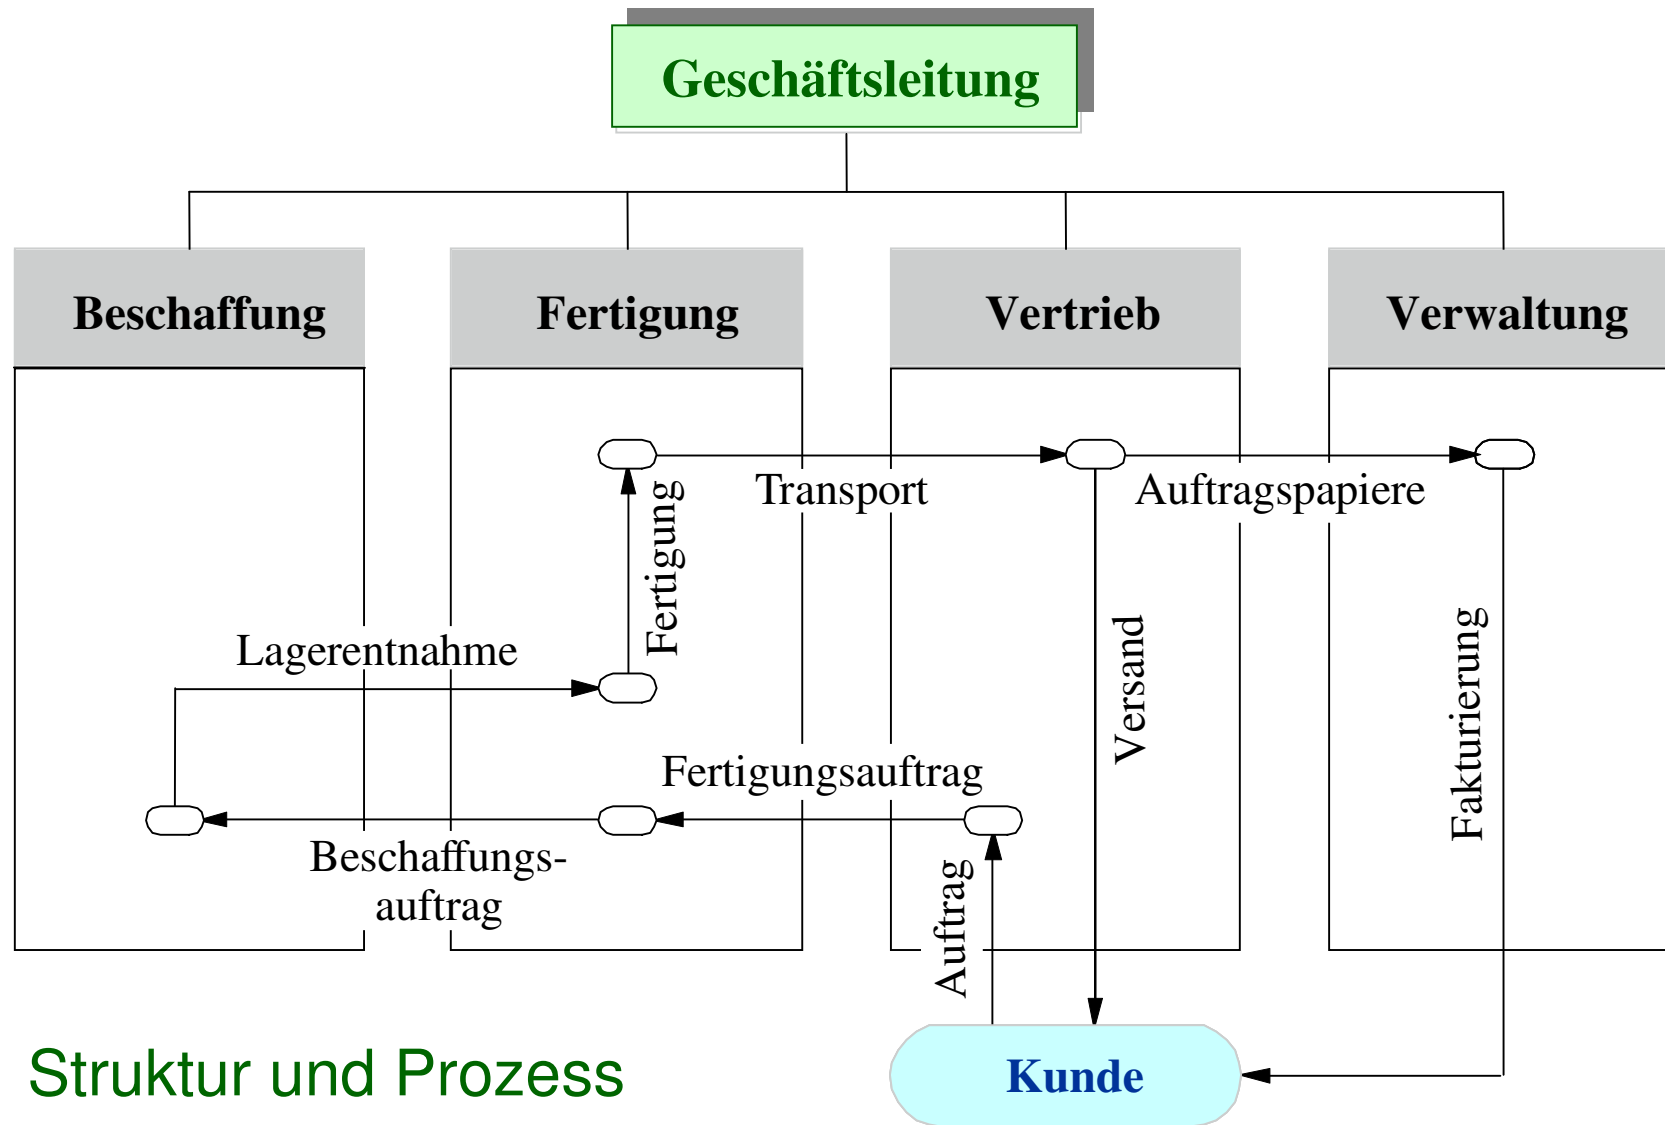 Geschäftsleitung
Beschaffung
Fertigung
Vertrieb
Verwaltung
Transport
Auftragspapiere
Fertigung
Lagerentnahme
Versand
Fakturierung
Fertigungsauftrag
Beschaffungs-
auftrag
Auftrag
Struktur und Prozess
Kunde